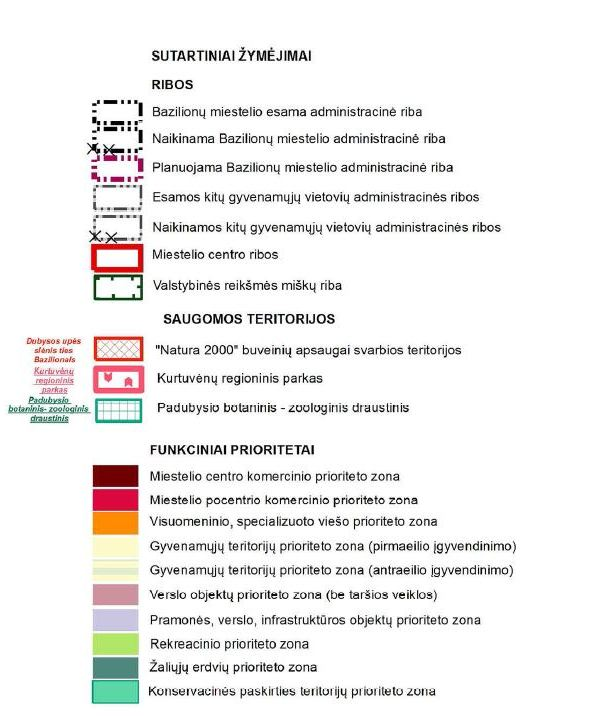 SUTARTINIAI ŽYMĖJIMAI
RIBOS
Bazilionų miestelio esama administracinė riba
Naikinama Bazilionų miestelio administracinė riba
Planuojama Bazilionų miestelio administracinė riba
Esamos kitų gyvenamųjų vietovių administracinės ribos
Naikinamos kitų gyvenamųjų vietovių administracinės ribos
Miestelio centro ribos
Valstybinės reikšmės miškų riba
SAUGOMOS TERITORIJOS
Dubysos upės
slėnis ties
Bazilionais
"Natura 2000" buveinių apsaugai svarbios teritorijos
Kurtuvėnų
regioninis
parkas
Kurtuvėnų regioninis parkas
Padubysio
botaninis- zoologinis
draustinis
Padubysio botaninis - zoologinis draustinis
FUNKCINIAI PRIORITETAI
Miestelio centro komercinio prioriteto zona
Miestelio pocentrio komercinio prioriteto zona
Visuomeninio, specializuoto viešo prioriteto zona
Gyvenamųjų teritorijų prioriteto zona (pirmaeilio įgyvendinimo)
Gyvenamųjų teritorijų prioriteto zona (antraeilio įgyvendinimo)
Verslo objektų prioriteto zona (be taršios veiklos)
Pramonės, verslo, infrastruktūros objektų prioriteto zona
Rekreacinio prioriteto zona
Žaliųjų erdvių prioriteto zona
Konservacinės paskirties teritorijų prioriteto zona